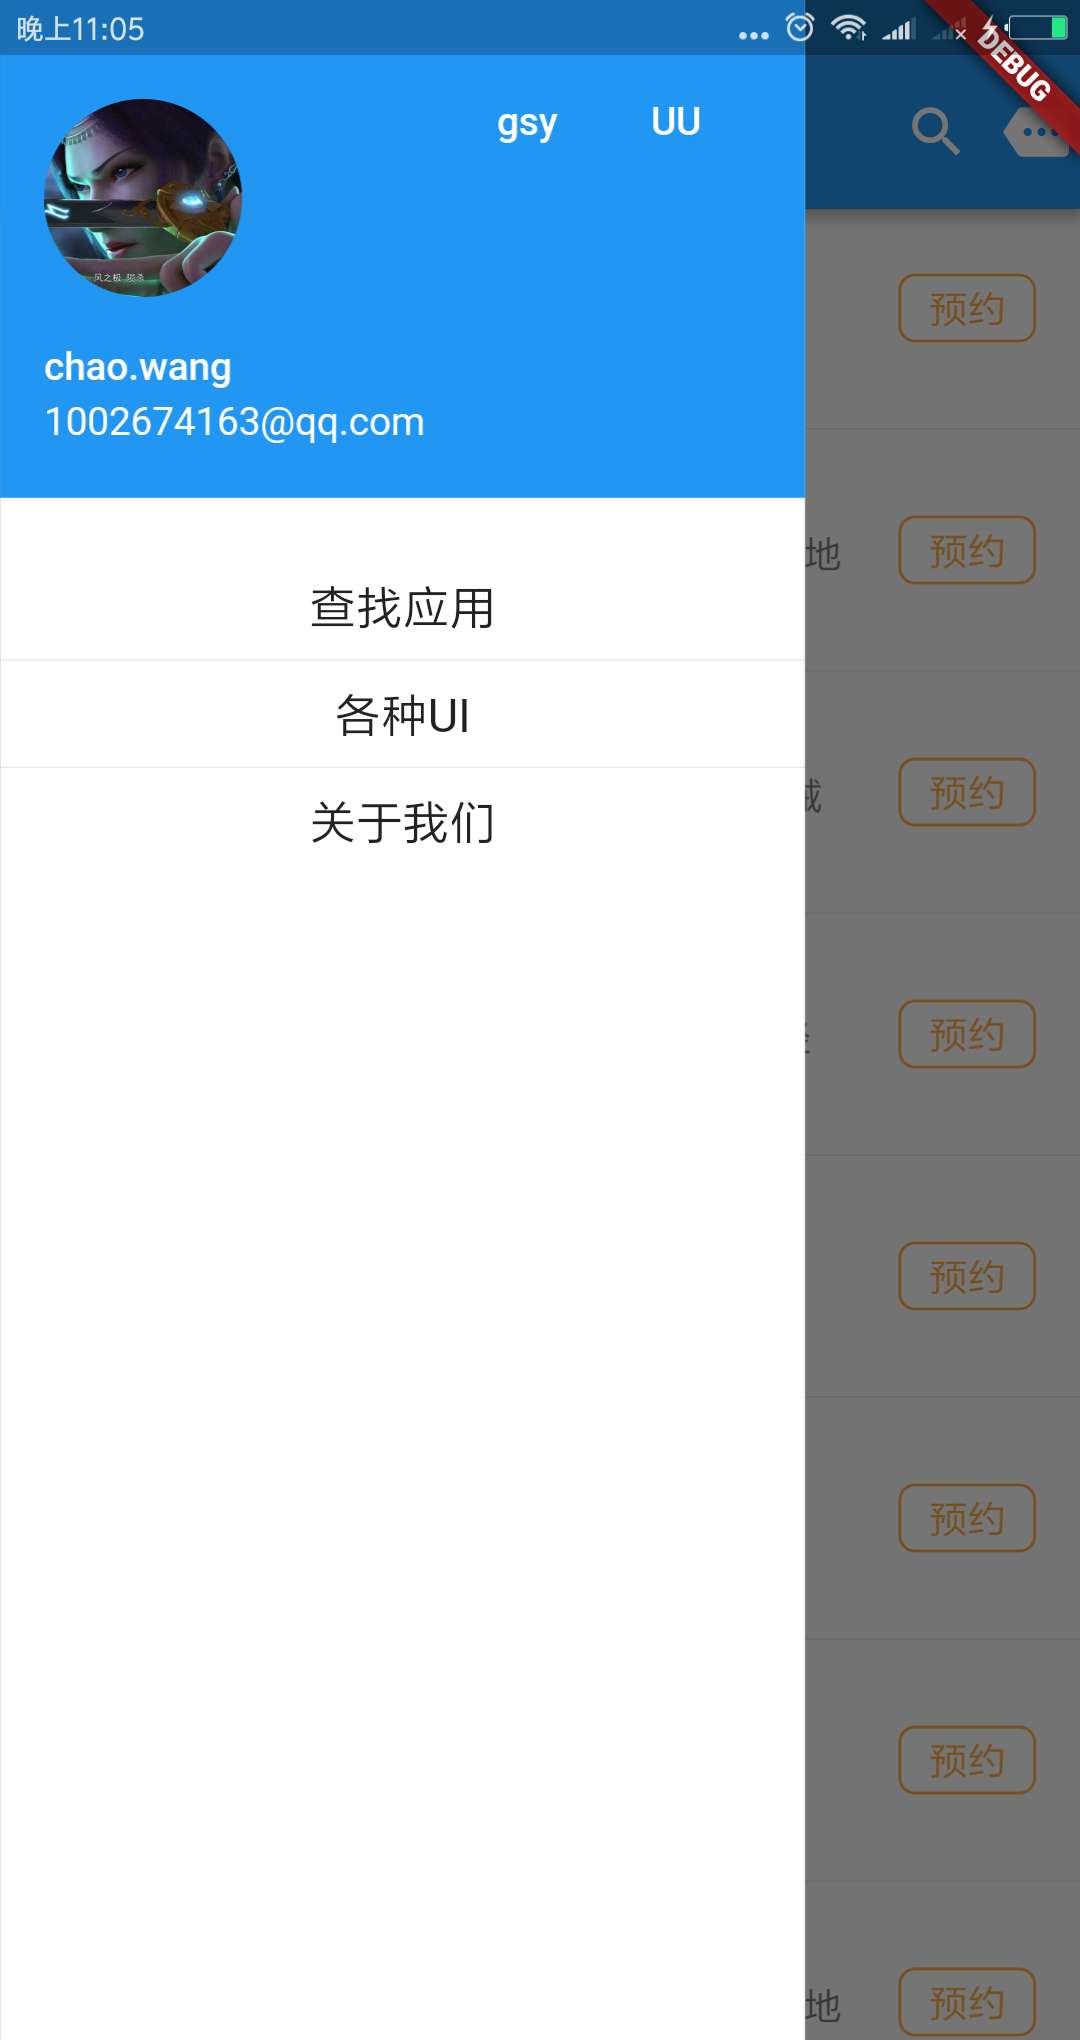 晚上11:05
DEBUG
gsy UU
风之极 陨杀
chao.wang
1002674163@qq.com
预约
地 预约
查找应用
各种UI
预约
关于我们
预约
预约
预约
预约
地 预约